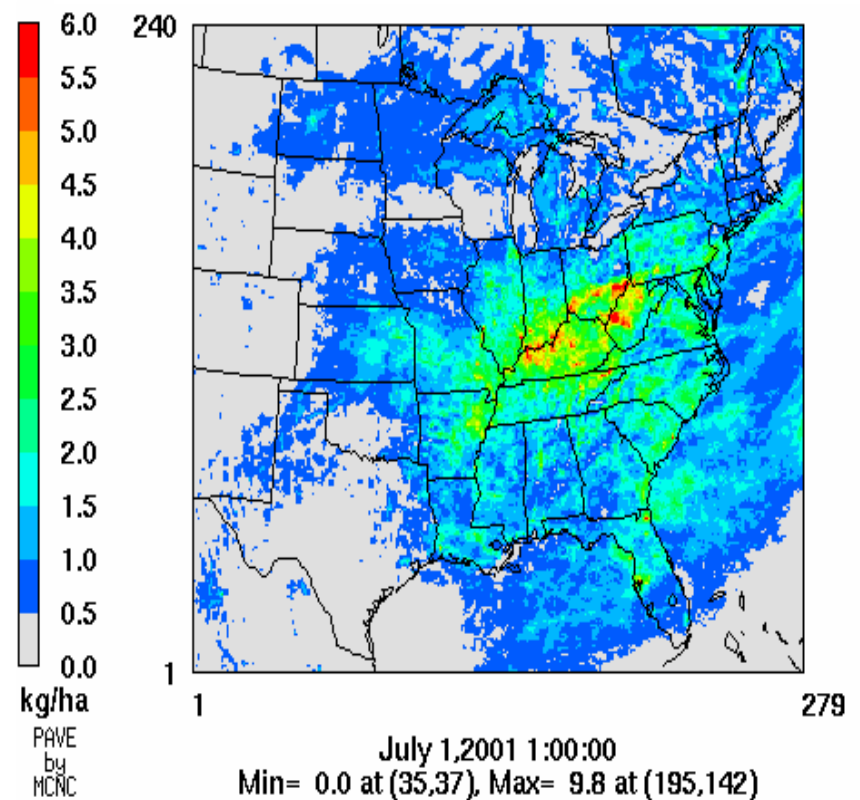 6.0
5.5
5.0
4.5
4.0
3.5
3.0
2.5
2.0
1.5
1.0
0.5
0.0
kg/ha
PAVE
by
MCNC
240
1
1
279
July 1,2001 1:00:00
Min= 0.0 at (35,37), Max= 9.8 at (195,142)